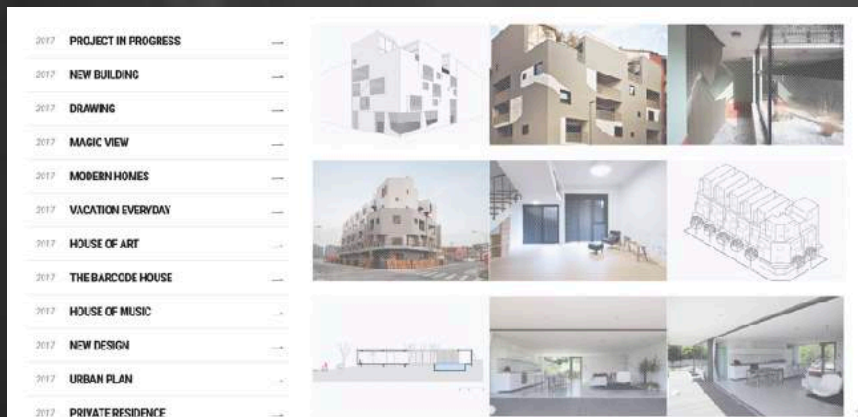 2017 PROJECT IN PROGRESS
2017 NEW BUILDING
2017 DRAWING
2017 MAGIC VIEW
2017 MODERN HOMES
2017 VACATION EVERYDAY
2017 HOUSE OF ART
2017 THE BARCODE HOUSE
2017 HOUSE OF MUSIC
2017 NEW DESIGN
2017 URBAN PLAN
2017 PRIVATE RESIDENCE